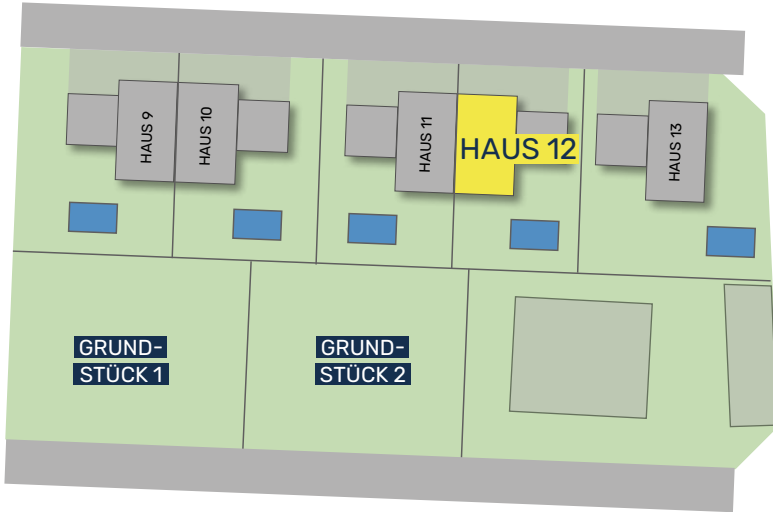 HAUS 9
HAUS 10
HAUS 11
HAUS 12
HAUS 13
GRUND-
STÜCK 1
GRUND-
STÜCK 2